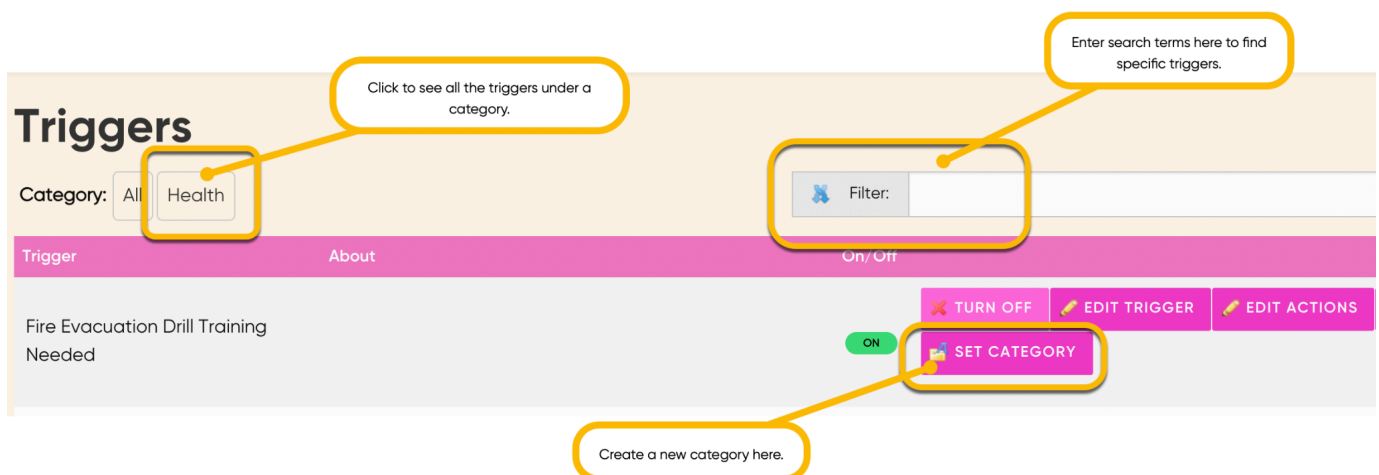 Enter search terms here to find
specific triggers.
Click to see all the triggers under a
category.
Triggers
Category: All Health
Filter:
Trigger About On/Off
Fire Evacuation Drill Training
Needed
ON
TURN OFF EDIT TRIGGER EDIT ACTIONS
SET CATEGORY
Create a new category here.